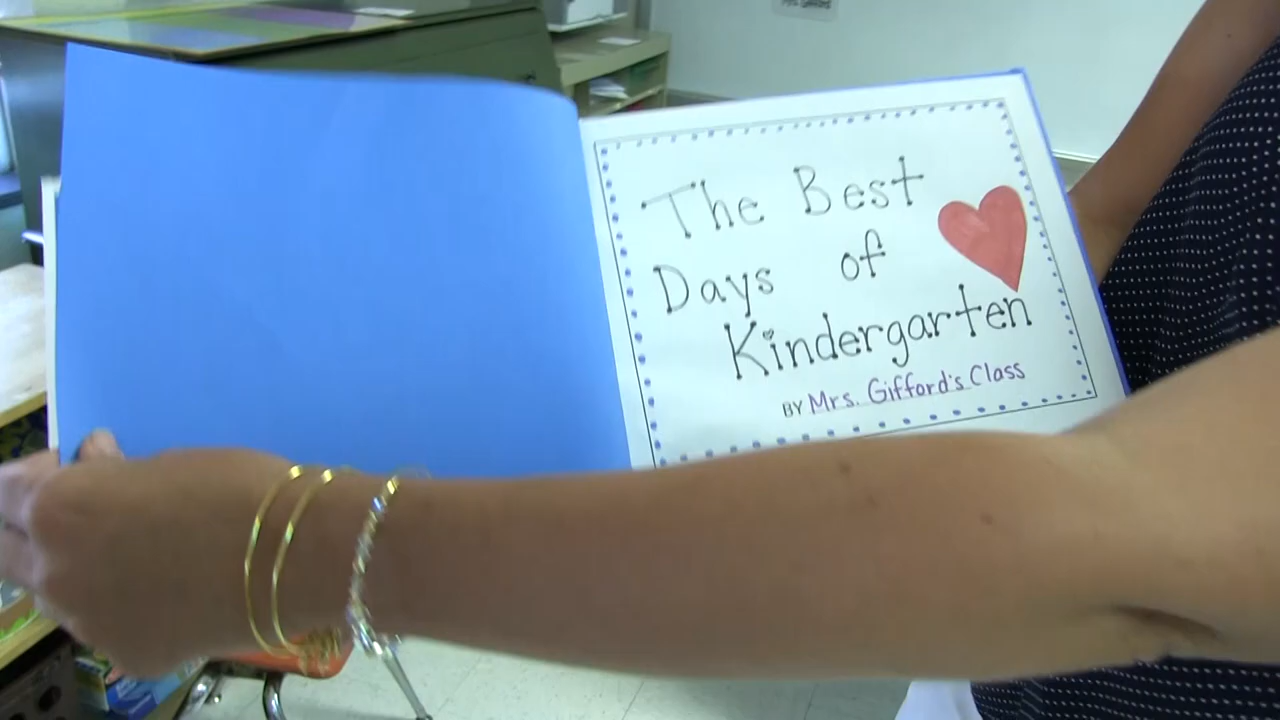 The Best
Days of
Kindergarten
BY Mrs. Gifford's Class